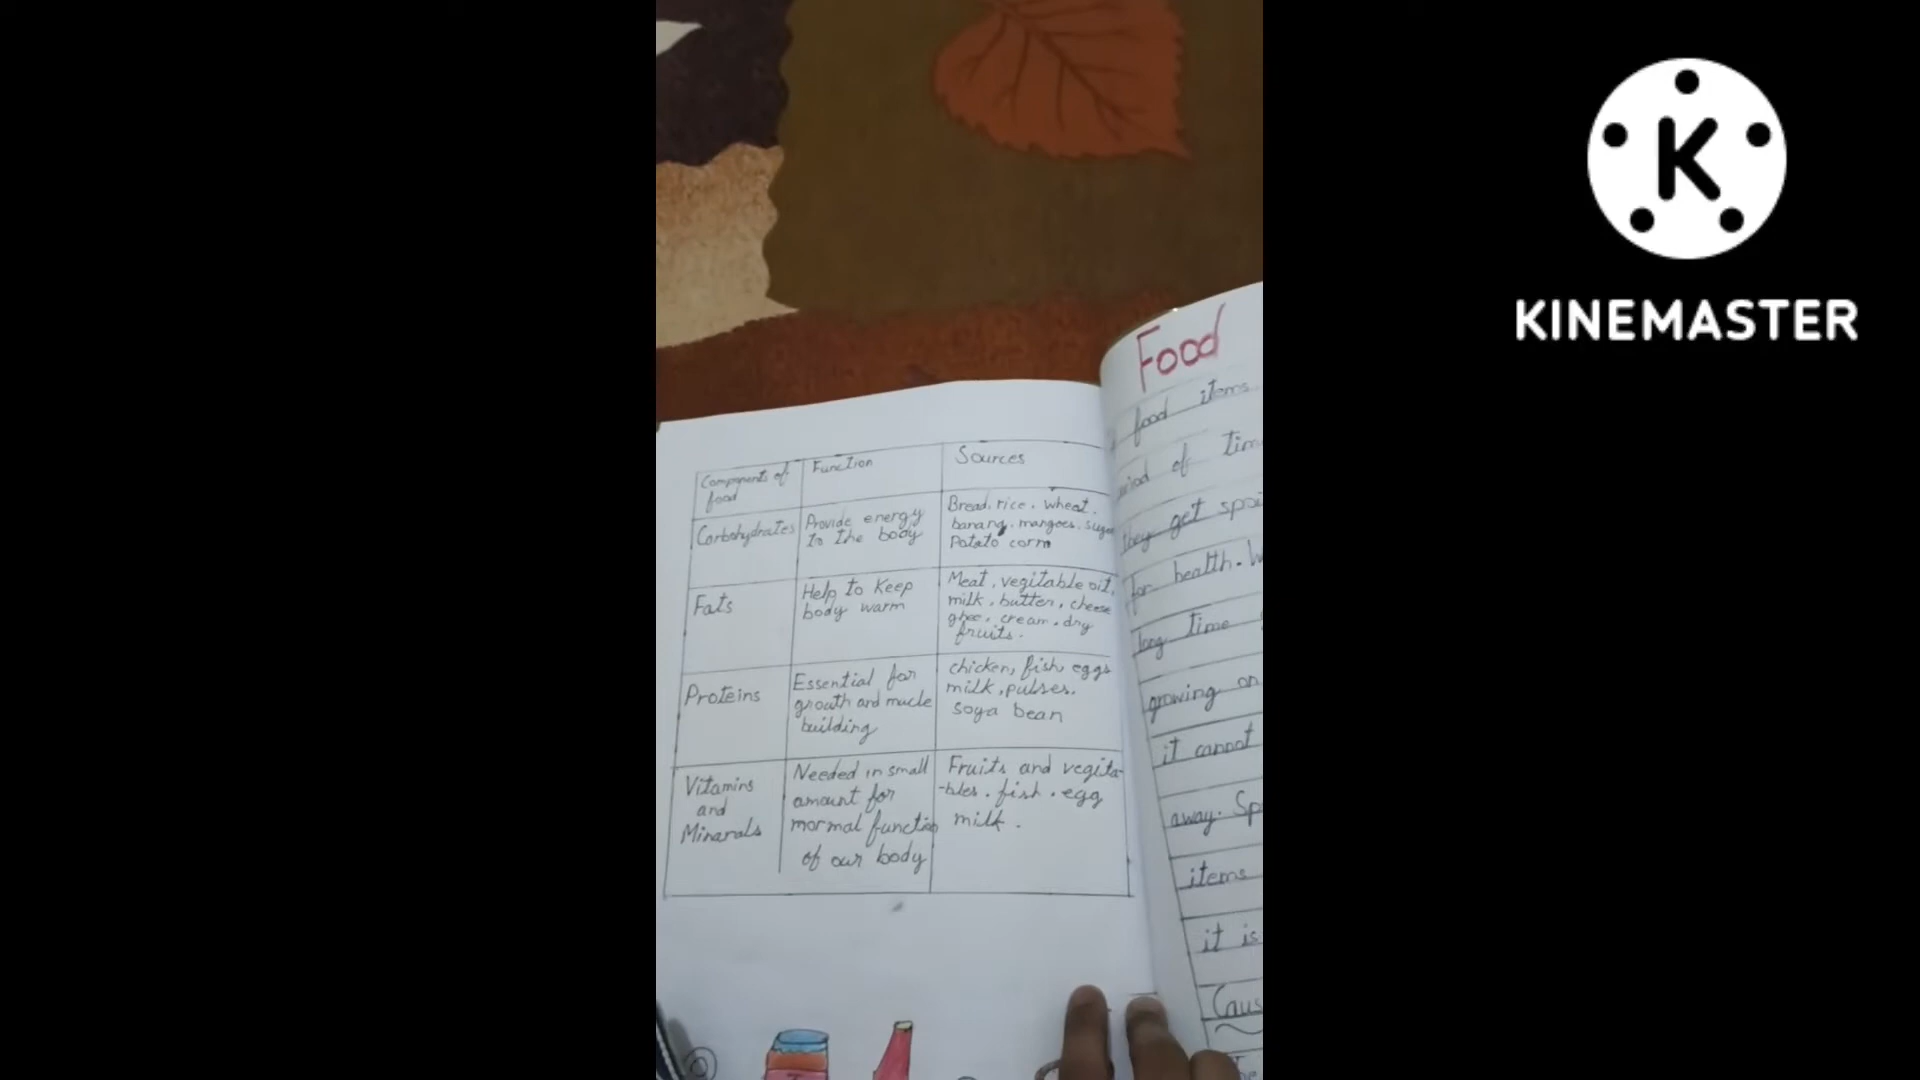 KINEMASTER
Components of
food
Function
Sources
Carbohydrates
Provide energy
to the body
Bread, rice, wheat,
banana, mangoes, sugar
Potato corn
Fats
Help to Keep
body warm
Meat, vegitable oil,
milk, butter, cheese
ghee, cream, dry
fruits.
Proteins
Essential for
grouth and mucle
building
chicken, fish, eggs
milk, pulses.
Soya bean
Vitamins
and
Minarals
Needed in small
amount for
normal function
of our body
Fruits and vegita-
-bles. fish. egg
milk.
Food
food items
of time
they get
for health.
long time
growing on
it cannot
away.
items
it is